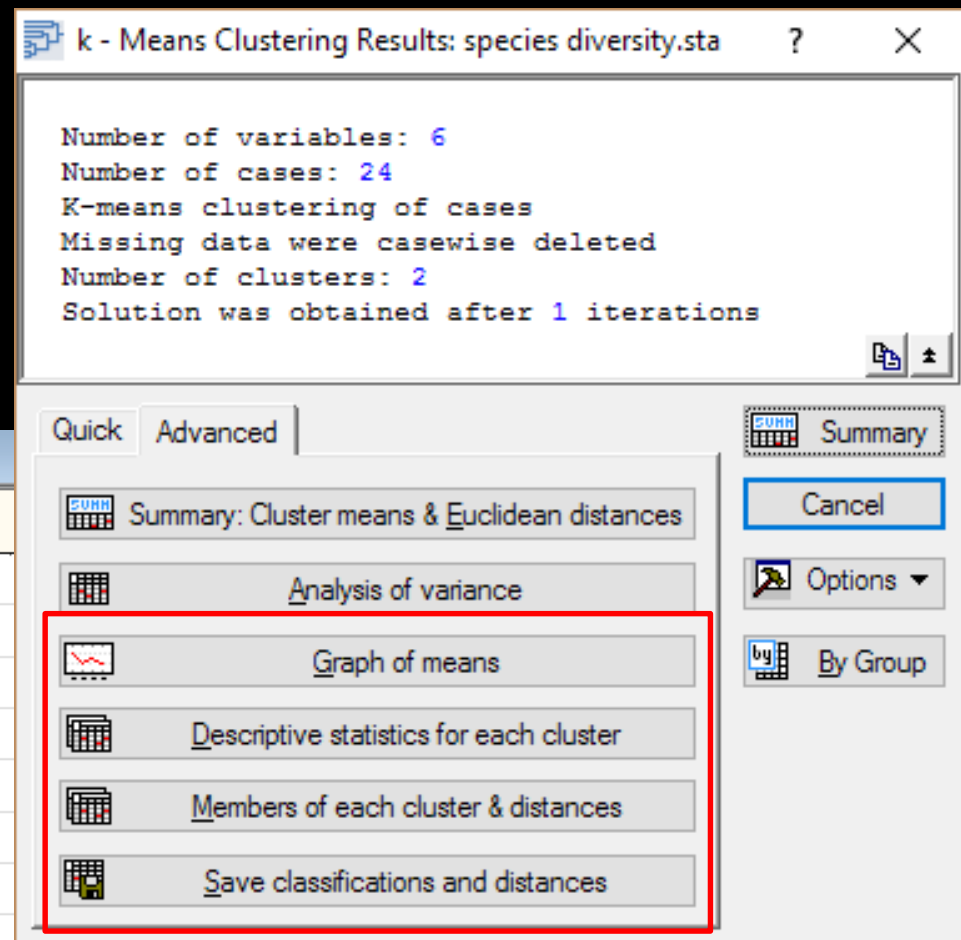 k - Means Clustering Results: species diversity.sta ? X
Number of variables: 6
Number of cases: 24
K-means clustering of cases
Missing data were casewise deleted
Number of clusters: 2
Solution was obtained after 1 iterations
Quick Advanced
SUMM Summary
SUMM Summary: Cluster means & Euclidean distances
Cancel
Analysis of variance
Options
Graph of means
by By Group
Descriptive statistics for each cluster
Members of each cluster & distances
Save classifications and distances